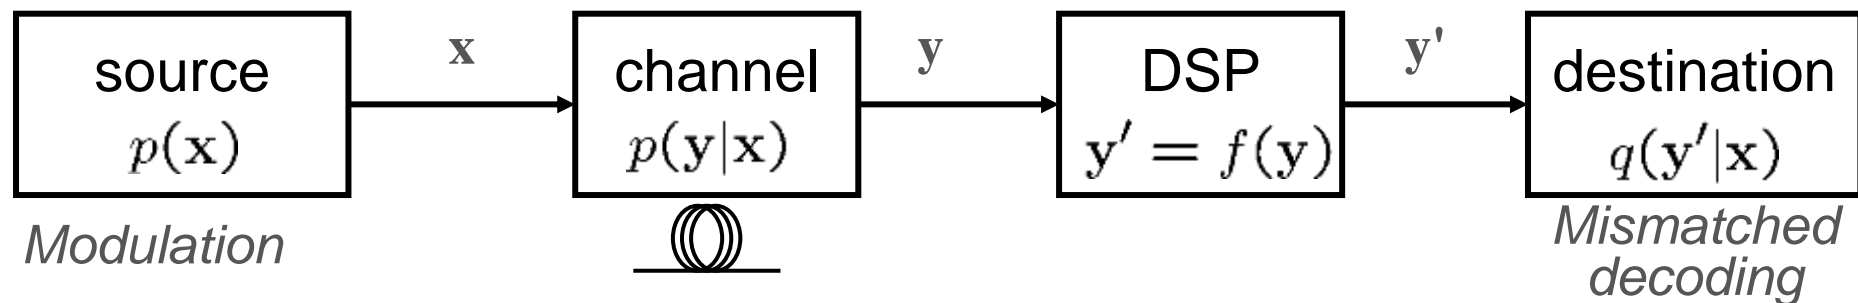 source
p(x)
Modulation
x
channel
p(y|x)
y
DSP
y′ = f(y)
y'
destination
q(y′|x)
Mismatched
decoding